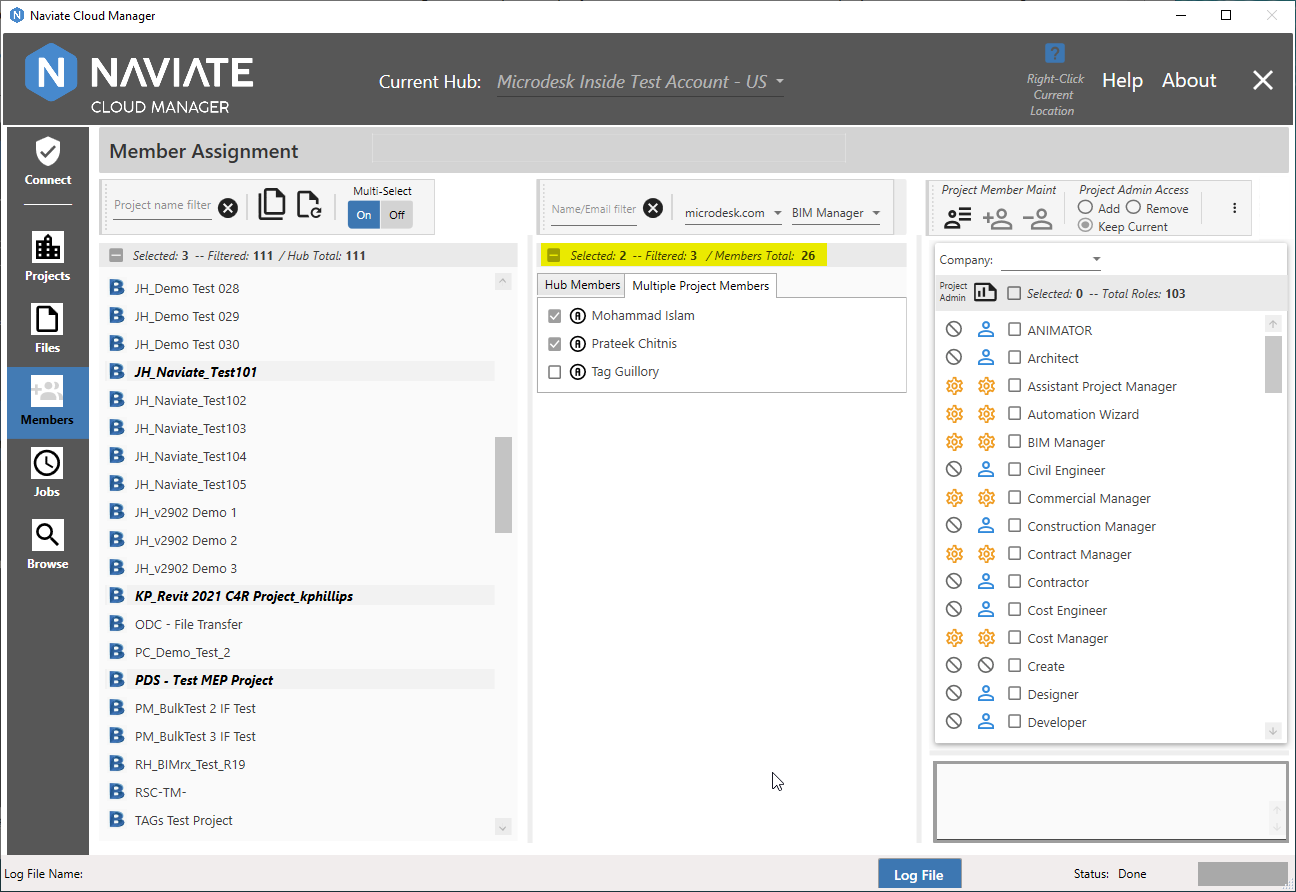 Naviate Cloud Manager
NAVIATE
CLOUD MANAGER
Current Hub: Microdesk Inside Test Account - US
?
Right-Click
Current
Location
Help
About
Connect
Projects
Files
Members
Jobs
Browse
Member Assignment
Project name filter
Multi-Select
On
Off
Selected: 3 -- Filtered: 111 / Hub Total: 111
B JH_Demo Test 028
B JH_Demo Test 029
B JH_Demo Test 030
B JH_Naviate_Test101
B JH_Naviate_Test102
B JH_Naviate_Test103
B JH_Naviate_Test104
B JH_Naviate_Test105
B JH_v2902 Demo 1
B JH_v2902 Demo 2
B JH_v2902 Demo 3
B KP_Revit 2021 C4R Project_kphillips
B ODC - File Transfer
B PC_Demo_Test_2
B PDS - Test MEP Project
B PM_BulkTest 2 IF Test
B PM_BulkTest 3 IF Test
B RH_BIMrx_Test_R19
B RSC-TM-
B TAGs Test Project
Name/Email filter
microdesk.com
BIM Manager
Selected: 2 -- Filtered: 3 / Members Total: 26
Hub Members
Multiple Project Members
A Mohammad Islam
A Prateek Chitnis
A Tag Guillory
Project Member Maint
Project Admin Access
Add
Remove
Keep Current
Company:
Project
Admin
Selected: 0 -- Total Roles: 103
ANIMATOR
Architect
Assistant Project Manager
Automation Wizard
BIM Manager
Civil Engineer
Commercial Manager
Construction Manager
Contract Manager
Contractor
Cost Engineer
Cost Manager
Create
Designer
Developer
Log File Name:
Log File
Status: Done